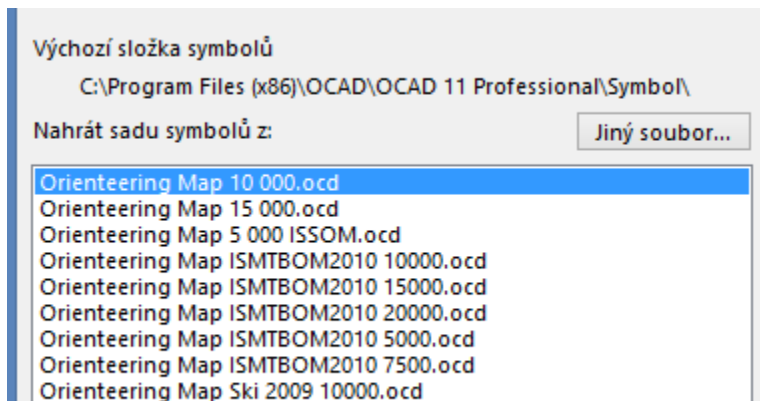 Výchozí složka symbolů
C:\Program Files (x86)\OCAD\OCAD 11 Professional\Symbol\
Nahrát sadu symbolů z:
Jiný soubor...
Orienteering Map 10 000.ocd
Orienteering Map 15 000.ocd
Orienteering Map 5 000 ISSOM.ocd
Orienteering Map ISMTBOM2010 10000.ocd
Orienteering Map ISMTBOM2010 15000.ocd
Orienteering Map ISMTBOM2010 20000.ocd
Orienteering Map ISMTBOM2010 5000.ocd
Orienteering Map ISMTBOM2010 7500.ocd
Orienteering Map Ski 2009 10000.ocd